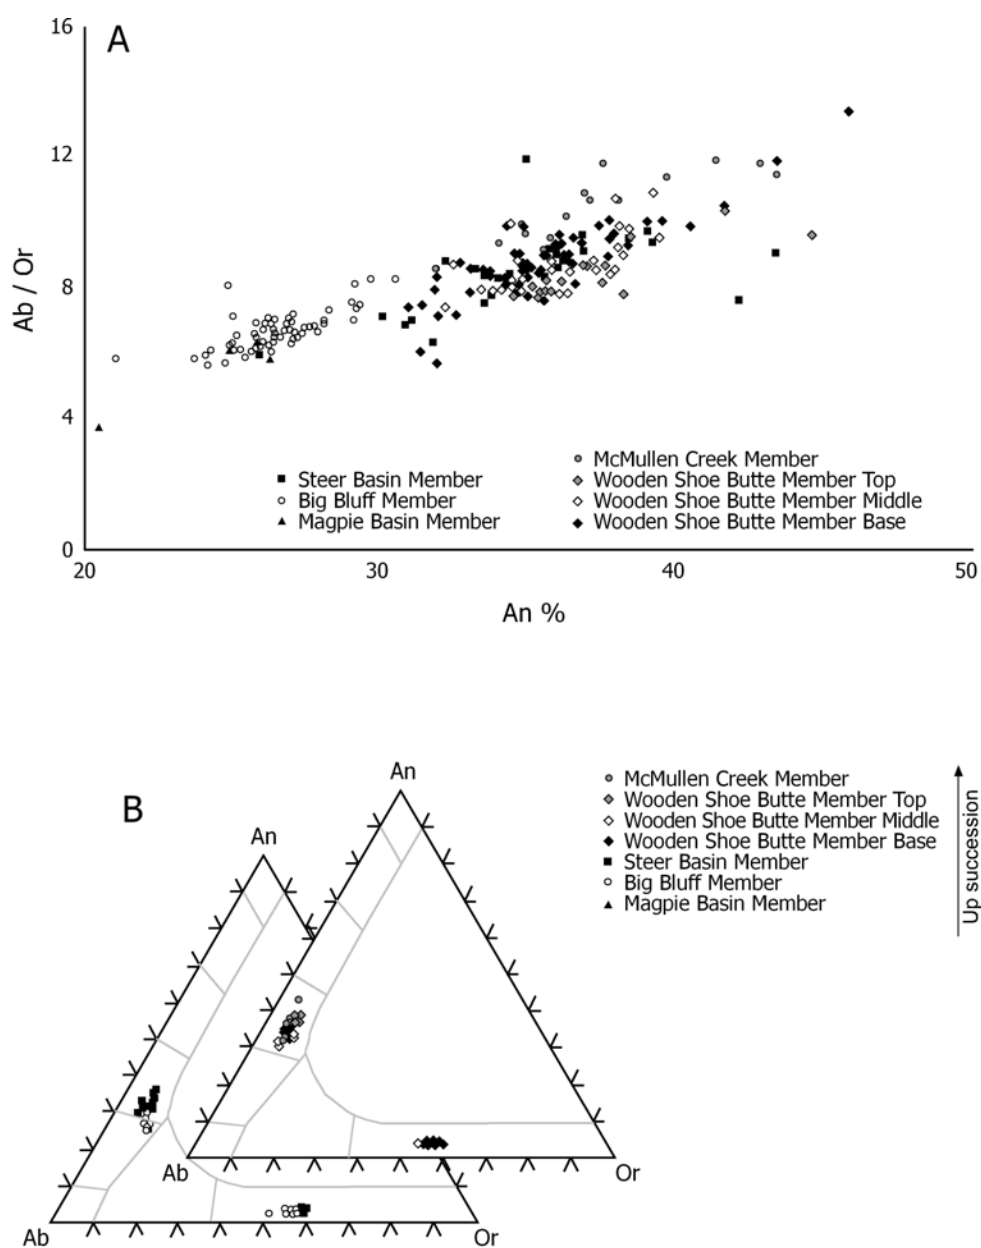 A
16
12
8
4
0
Ab / Or
Steer Basin Member
Big Bluff Member
Magpie Basin Member
McMullen Creek Member
Wooden Shoe Butte Member Top
Wooden Shoe Butte Member Middle
Wooden Shoe Butte Member Base
20 30 40 50
An %
B
An
An
Ab
Or
Ab
Or
McMullen Creek Member
Wooden Shoe Butte Member Top
Wooden Shoe Butte Member Middle
Wooden Shoe Butte Member Base
Steer Basin Member
Big Bluff Member
Magpie Basin Member
Up succession